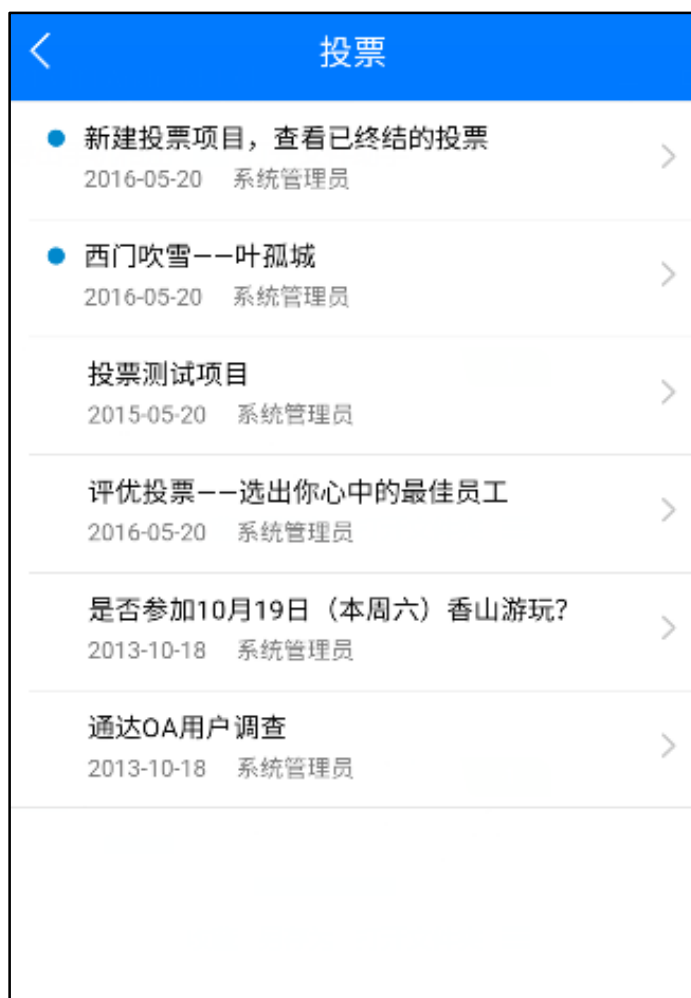 投票
新建投票项目，查看已终结的投票
2016-05-20 系统管理员
西门吹雪——叶孤城
2016-05-20 系统管理员
投票测试项目
2015-05-20 系统管理员
评优投票——选出你心中的最佳员工
2016-05-20 系统管理员
是否参加10月19日（本周六）香山游玩?
2013-10-18 系统管理员
通达OA用户调查
2013-10-18 系统管理员